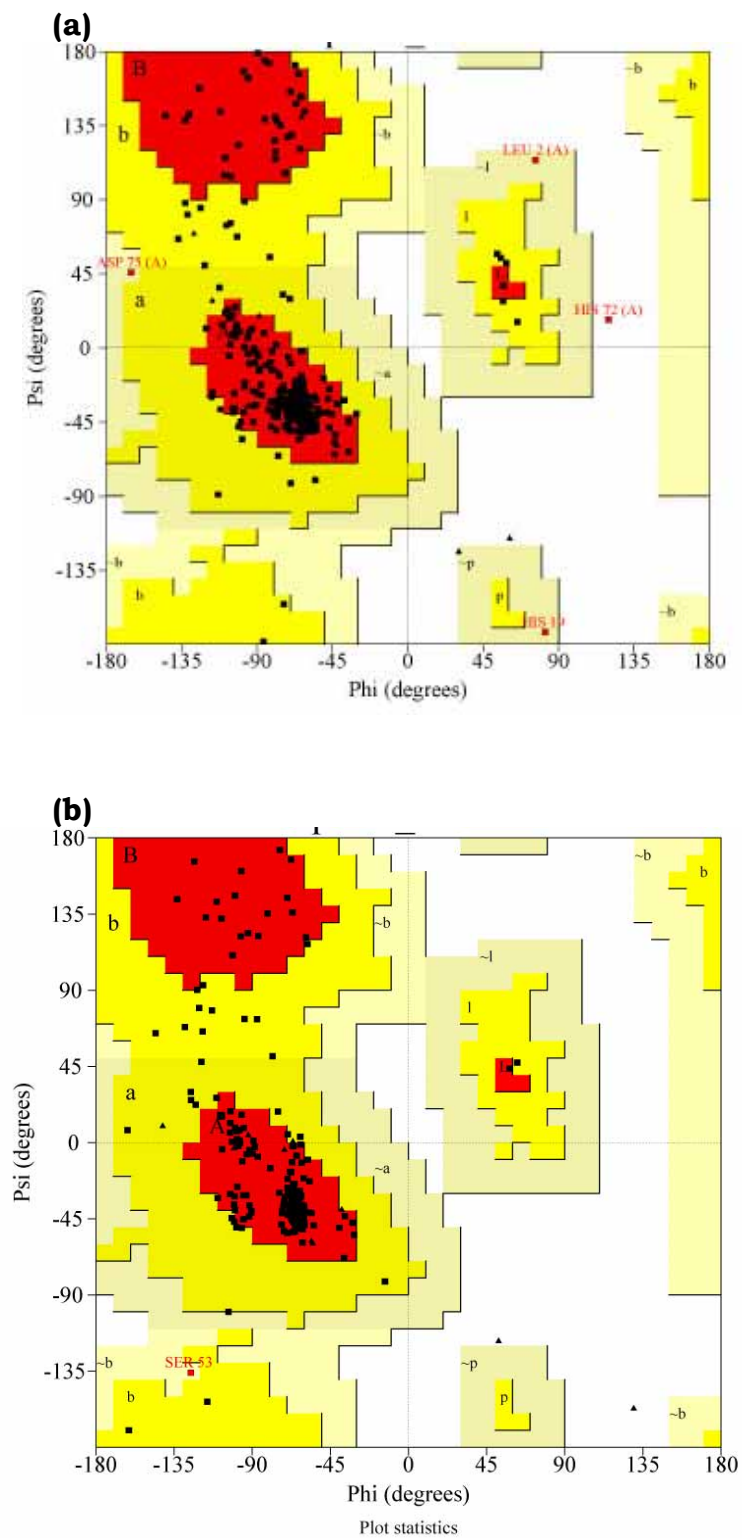 (a)
180
B
~b
b
135
b
~b
LEU 2 (A)
~l
90
l
ASP 75 (A)
45
a
L
HIS 72 (A)
0
~a
-45
-90
-135
~b
~p
b
p
~b
-180
-135
-90
-45
0
45
90
135
180
Psi (degrees)
Phi (degrees)
(b)
180
B
~b
b
135
b
~b
~l
90
l
45
a
L
A
0
~a
-45
-90
-135
SER 53
~b
~p
b
p
~b
-180
-135
-90
-45
0
45
90
135
180
Psi (degrees)
Phi (degrees)
Plot statistics